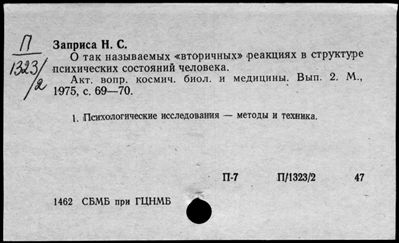 П
1323/2
Заприса Н. С.
О так называемых «вторичных» реакциях в структуре
психических состояний человека.
Акт. вопр. космич. биол. и медицины. Вып. 2. М.,
1975, с. 69—70.
1. Психологические исследования — методы и техника.
П-7 П/1323/2 47
1462 СБМБ при ГЦНМБ